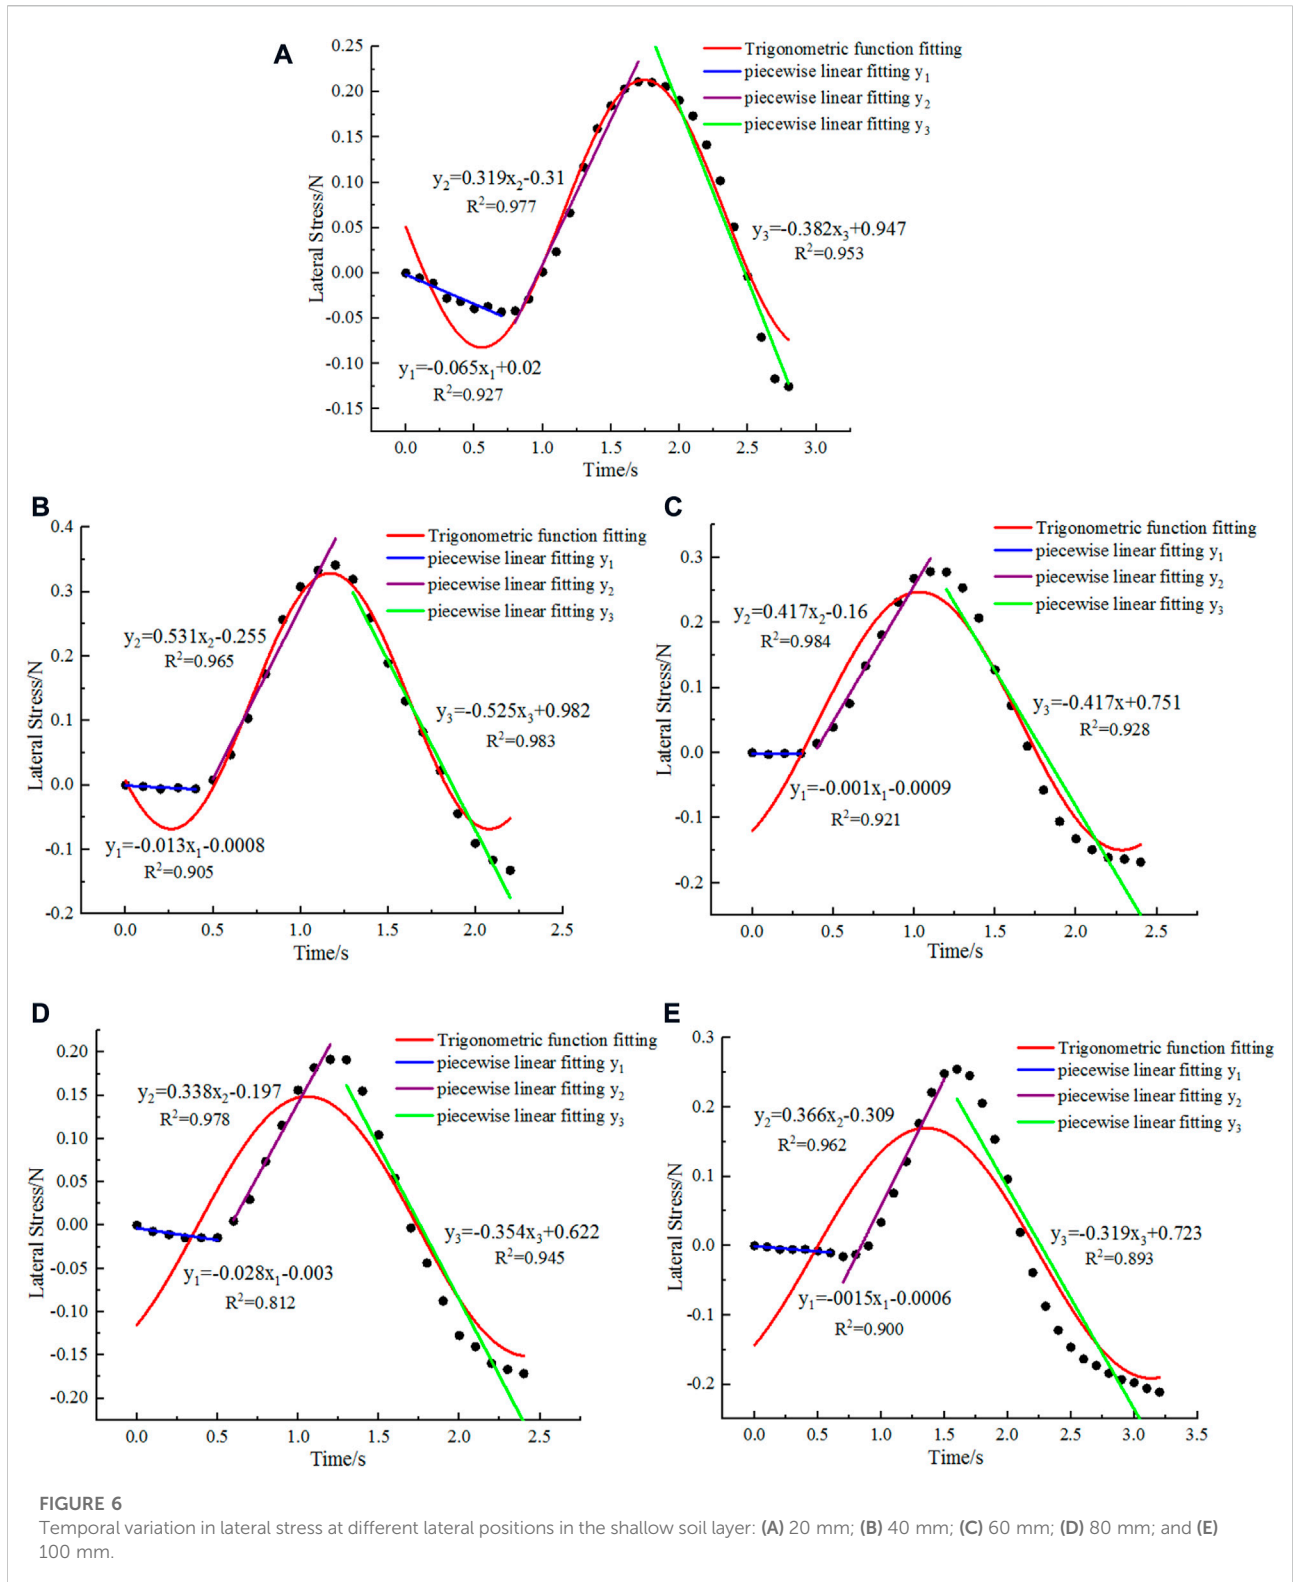 A
Trigonometric function fitting
piecewise linear fitting y₁
piecewise linear fitting y₂
piecewise linear fitting y₃
0.25
0.20
0.15
0.10
0.05
0.00
-0.05
-0.10
-0.15
Lateral Stress/N
y₂=0.319x₂-0.31
R²=0.977
y₃=-0.382x₃+0.947
R²=0.953
y₁=-0.065x₁+0.02
R²=0.927
0.0 0.5 1.0 1.5 2.0 2.5 3.0
Time/s
B
Trigonometric function fitting
piecewise linear fitting y₁
piecewise linear fitting y₂
piecewise linear fitting y₃
0.4
0.3
0.2
0.1
0.0
-0.1
-0.2
Lateral Stress/N
y₂=0.531x₂-0.255
R²=0.965
y₃=-0.525x₃+0.982
R²=0.983
y₁=-0.013x₁-0.0008
R²=0.905
0.0 0.5 1.0 1.5 2.0 2.5
Time/s
C
Trigonometric function fitting
piecewise linear fitting y₁
piecewise linear fitting y₂
piecewise linear fitting y₃
0.3
0.2
0.1
0.0
-0.1
-0.2
Lateral Stress/N
y₂=0.417x₂-0.16
R²=0.984
y₃=-0.417x+0.751
R²=0.928
y₁=-0.001x₁-0.0009
R²=0.921
0.0 0.5 1.0 1.5 2.0 2.5
Time/s
D
Trigonometric function fitting
piecewise linear fitting y₁
piecewise linear fitting y₂
piecewise linear fitting y₃
0.20
0.15
0.10
0.05
0.00
-0.05
-0.10
-0.15
-0.20
Lateral Stress/N
y₂=0.338x₂-0.197
R²=0.978
y₃=-0.354x₃+0.622
R²=0.945
y₁=-0.028x₁-0.003
R²=0.812
0.0 0.5 1.0 1.5 2.0 2.5
Time/s
E
Trigonometric function fitting
piecewise linear fitting y₁
piecewise linear fitting y₂
piecewise linear fitting y₃
0.3
0.2
0.1
0.0
-0.1
-0.2
Lateral Stress/N
y₂=0.366x₂-0.309
R²=0.962
y₃=-0.319x₃+0.723
R²=0.893
y₁=-0015x₁-0.0006
R²=0.900
0.0 0.5 1.0 1.5 2.0 2.5 3.0 3.5
Time/s
FIGURE 6
Temporal variation in lateral stress at different lateral positions in the shallow soil layer: (A) 20 mm; (B) 40 mm; (C) 60 mm; (D) 80 mm; and (E)
100 mm.